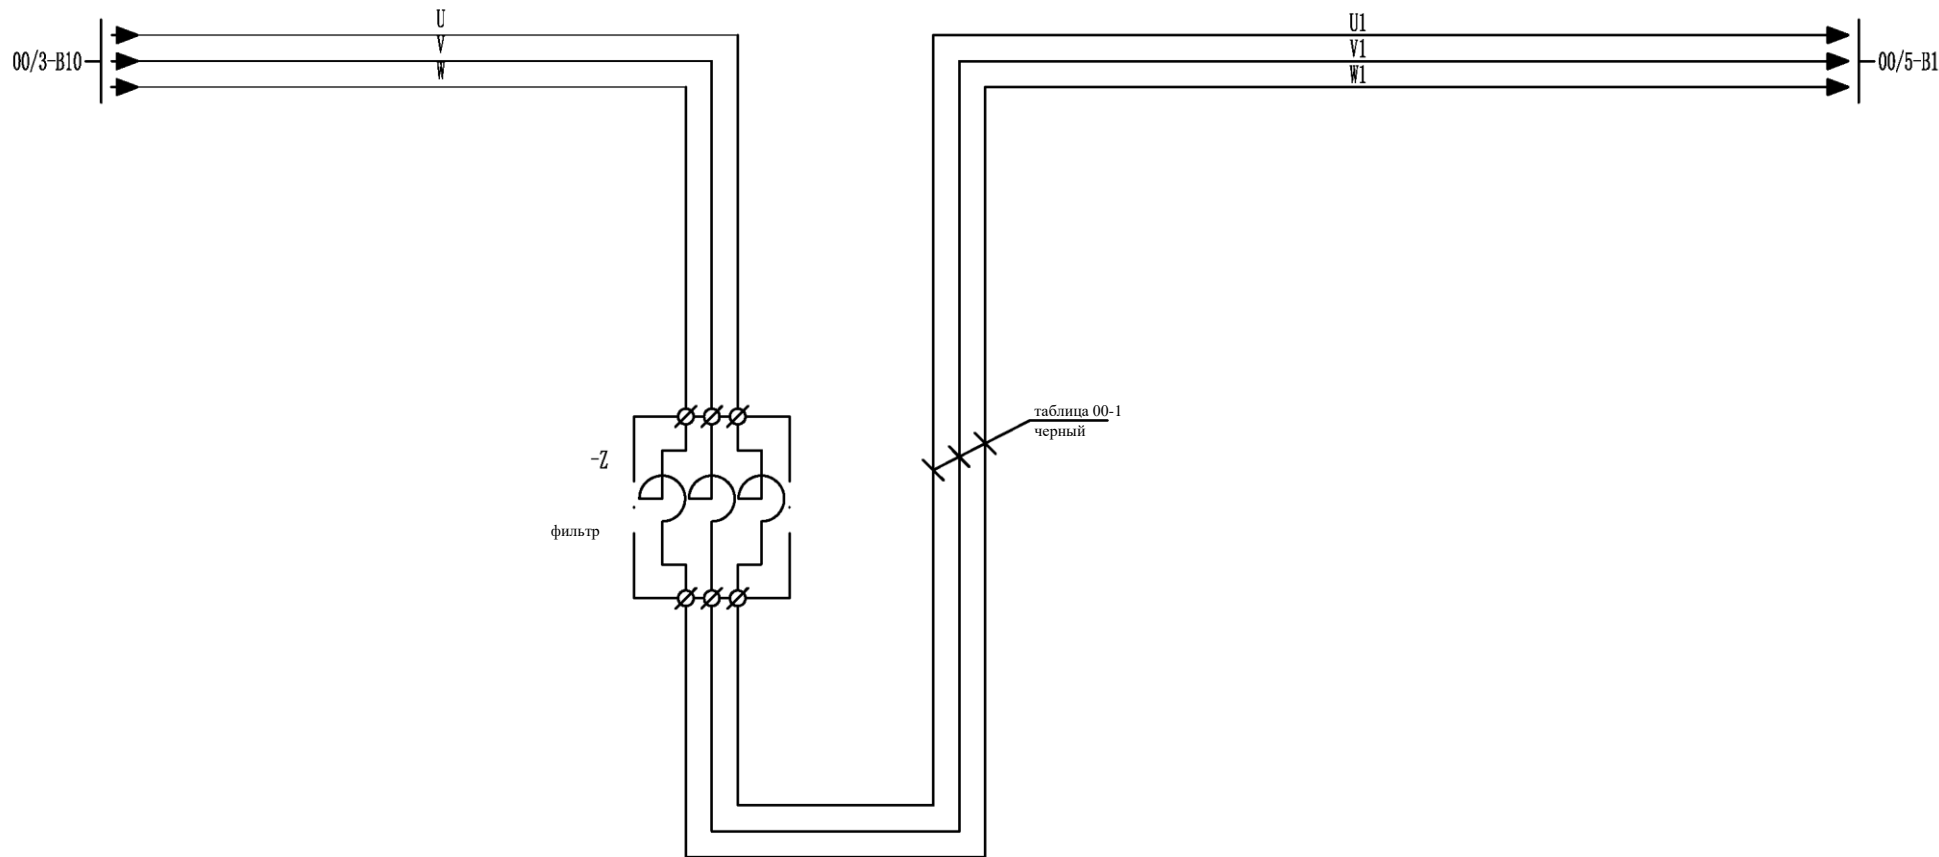 U
V
W
00/3-B10
U1
V1
W1
00/5-B1
таблица 00-1
черный
-Z
фильтр